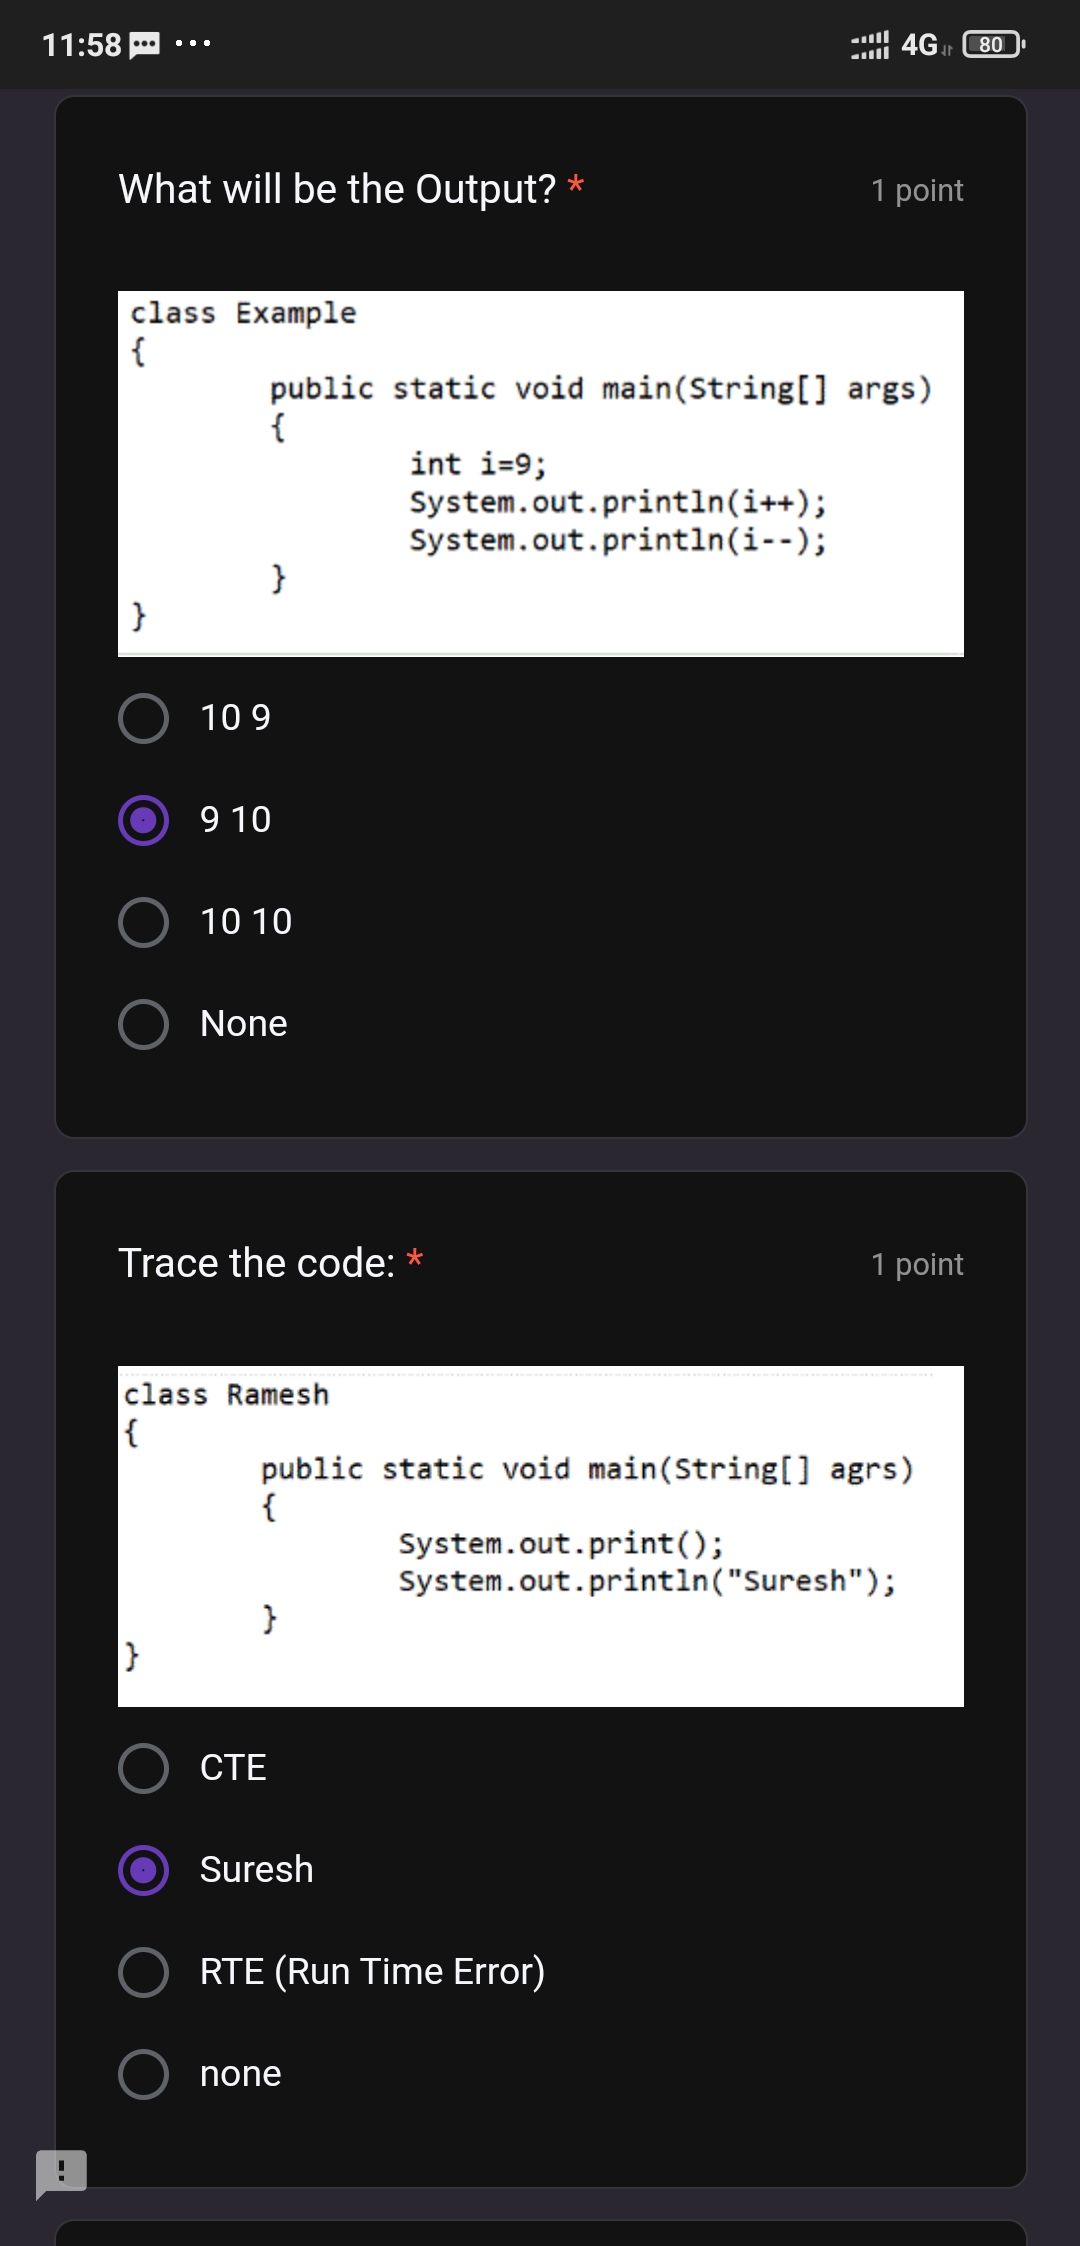 11:58
4G 80
What will be the Output? *
1 point
class Example
{
public static void main(String[] args)
{
int i=9;
System.out.println(i++);
System.out.println(i--);
}
}
10 9
9 10
10 10
None
Trace the code: *
1 point
class Ramesh
{
public static void main(String[] agrs)
{
System.out.print();
System.out.println("Suresh");
}
}
CTE
Suresh
RTE (Run Time Error)
none